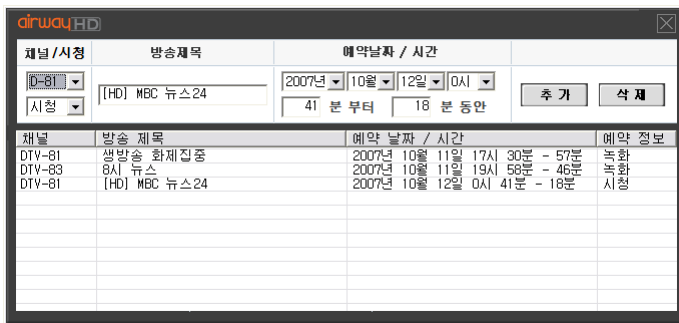 airwayHD
채널/시청 방송제목 예약날짜 / 시간
D-81 2007년 10월 12일 0시
[HD] MBC 뉴스24 추 가 삭 제
시청 41 분 부터 18 분 동안
채널 방송 제목 예약 날짜 / 시간 예약 정보
DTV-81 생방송 화제집중 2007년 10월 11일 17시 30분 - 57분 녹화
DTV-83 8시 뉴스 2007년 10월 11일 19시 58분 - 46분 녹화
DTV-81 [HD] MBC 뉴스24 2007년 10월 12일 0시 41분 - 18분 시청